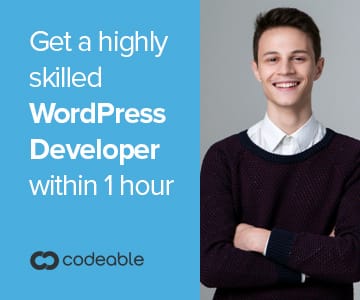 Get a highly
skilled
WordPress
Developer
within 1 hour
codeable